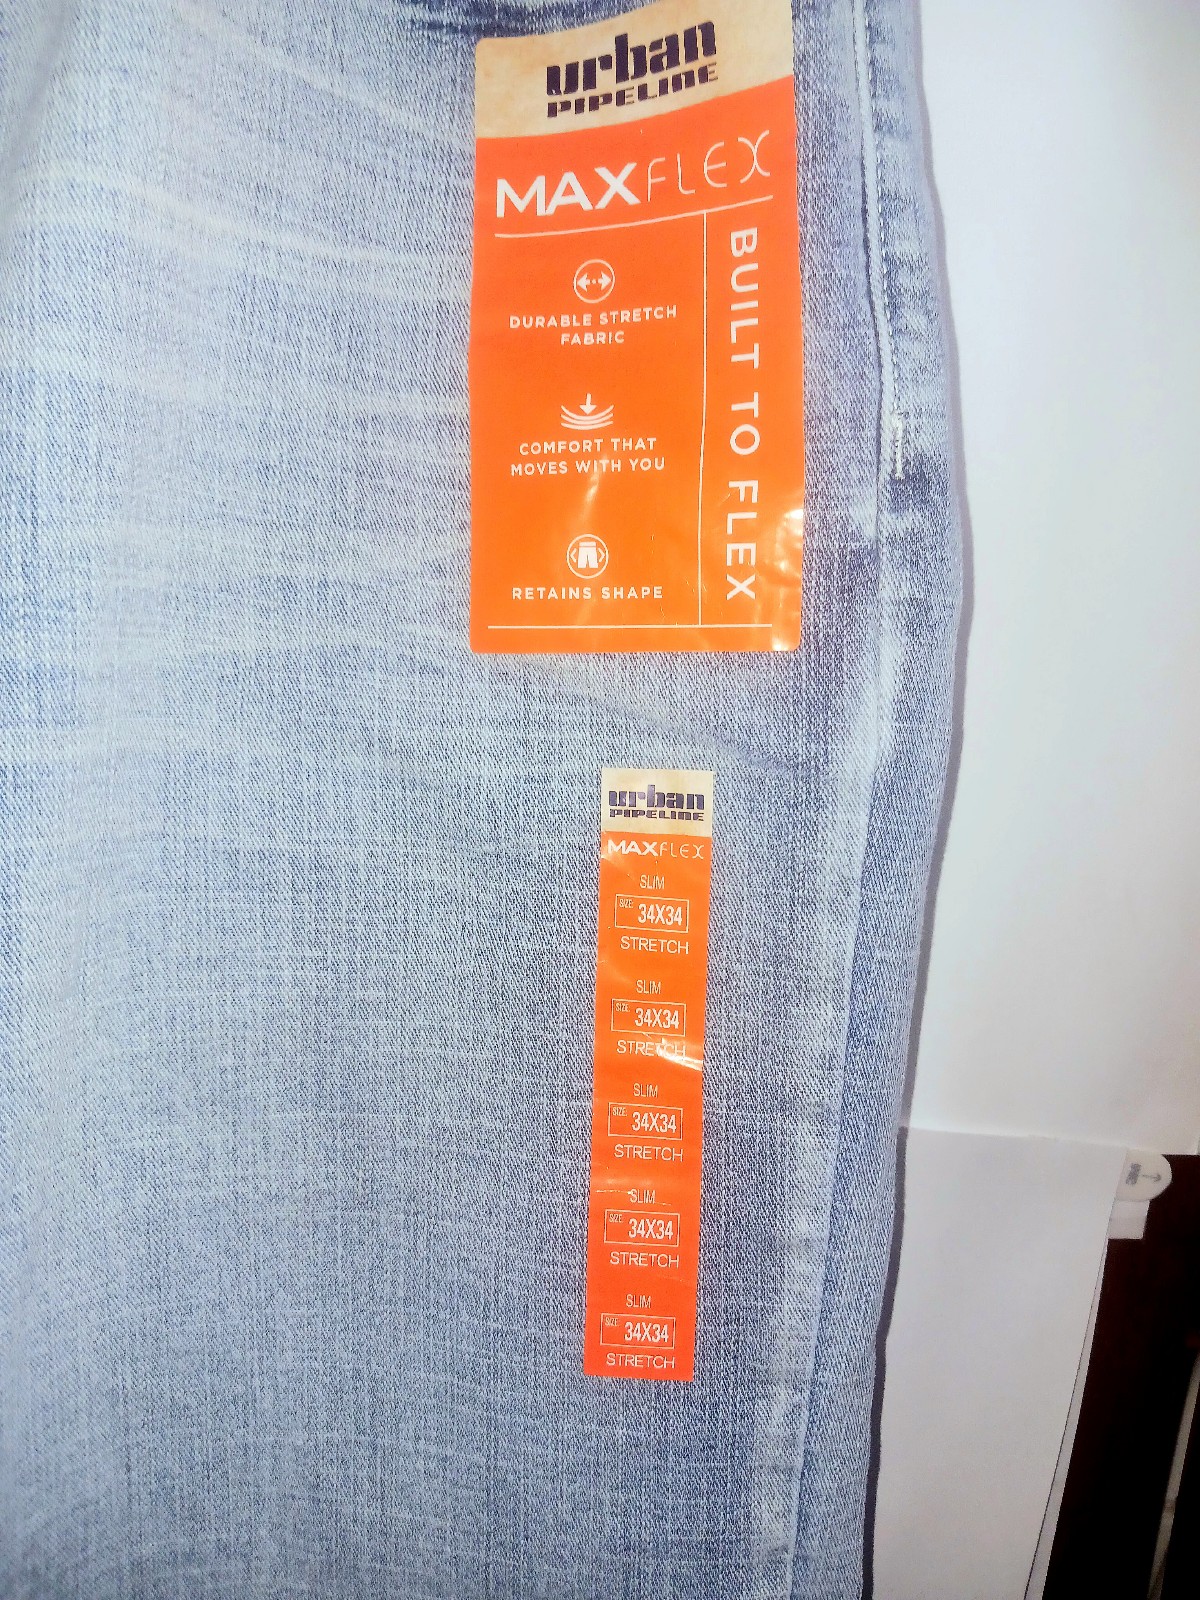 urban
PIPELINE
MAXFLEX
DURABLE STRETCH
FABRIC
COMFORT THAT
MOVES WITH YOU
RETAINS SHAPE
BUILT TO FLEX
urban
PIPELINE
MAXFLEX
SLIM
SIZE: 34X34
STRETCH
SLIM
SIZE: 34X34
STRETCH
SLIM
SIZE: 34X34
STRETCH
SLIM
SIZE: 34X34
STRETCH
SLIM
SIZE: 34X34
STRETCH